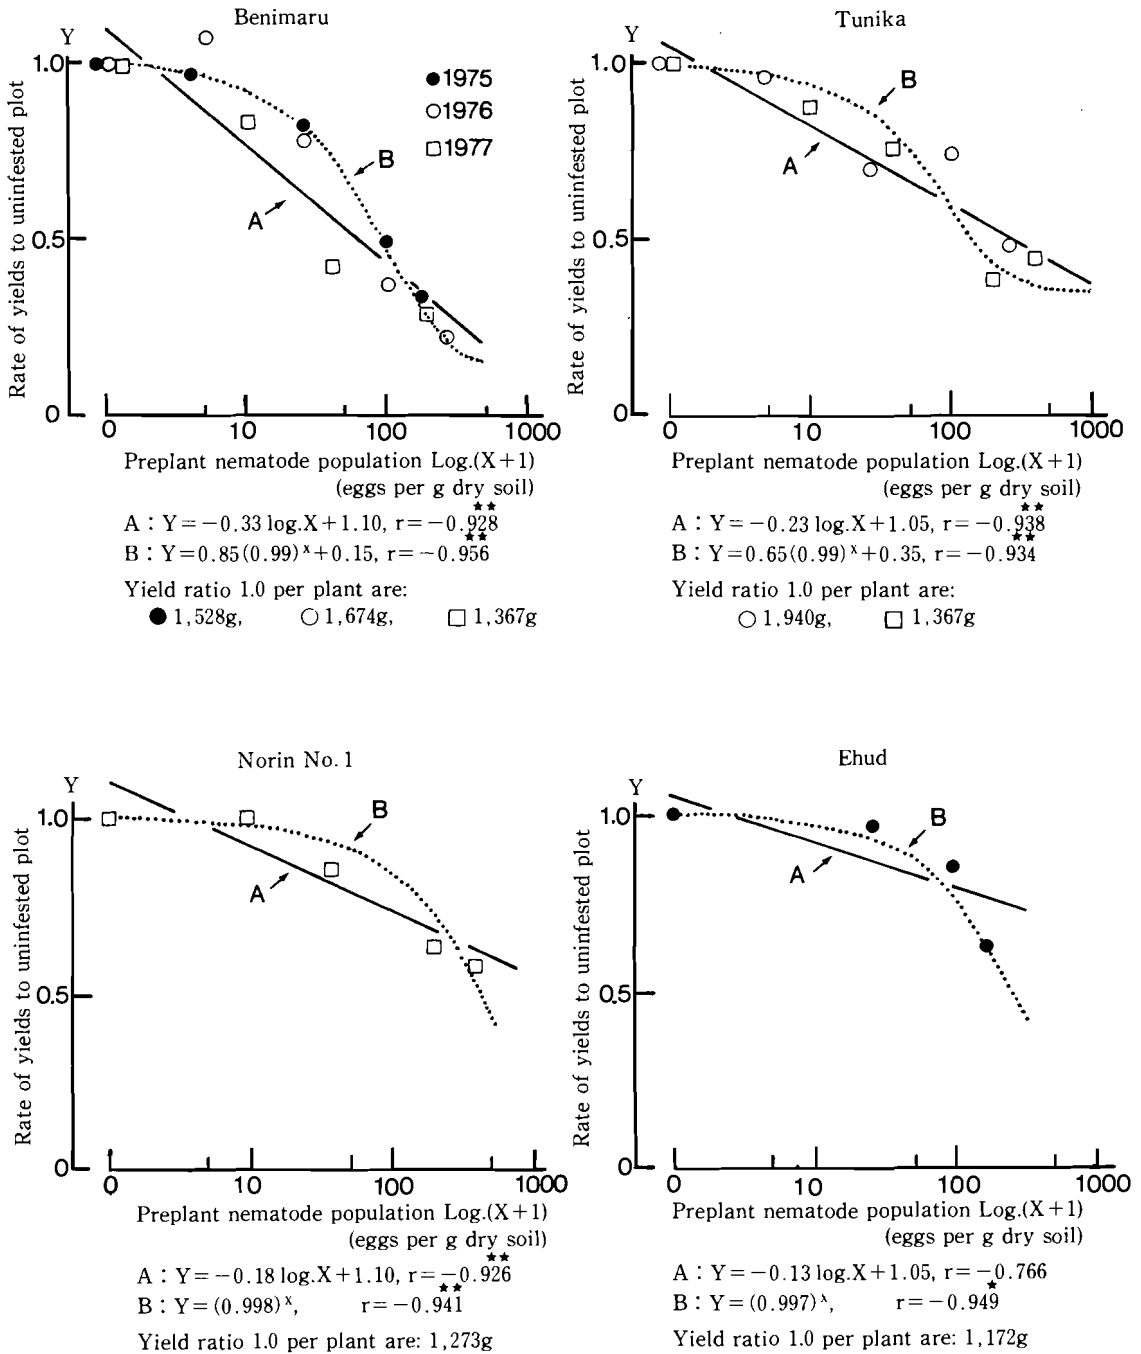 Benimaru
Y
1.0
0.5
0
Rate of yields to uninfested plot
● 1975
○ 1976
□ 1977
A
B
0 10 100 1000
Preplant nematode population Log.(X+1)
(eggs per g dry soil)
A : Y=−0.33 log.X+1.10, r=−0.928★★
B : Y=0.85(0.99)ˣ+0.15, r=−0.956★★
Yield ratio 1.0 per plant are:
● 1,528g, ○ 1,674g, □ 1,367g
Tunika
Y
1.0
0.5
0
Rate of yields to uninfested plot
A
B
0 10 100 1000
Preplant nematode population Log.(X+1)
(eggs per g dry soil)
A : Y=−0.23 log.X+1.05, r=−0.938★★
B : Y=0.65(0.99)ˣ+0.35, r=−0.934★★
Yield ratio 1.0 per plant are:
○ 1.940g, □ 1,367g
Norin No. 1
Y
1.0
0.5
0
Rate of yields to uninfested plot
A
B
0 10 100 1000
Preplant nematode population Log.(X+1)
(eggs per g dry soil)
A : Y=−0.18 log.X+1.10, r=−0.926★★
B : Y=(0.998)ˣ, r=−0.941★★
Yield ratio 1.0 per plant are: 1,273g
Ehud
Y
1.0
0.5
0
Rate of yields to uninfested plot
A
B
0 10 100 1000
Preplant nematode population Log.(X+1)
(eggs per g dry soil)
A : Y=−0.13 log.X+1.05, r=−0.766
B : Y=(0.997)ˣ, r=−0.949★
Yield ratio 1.0 per plant are: 1,172g